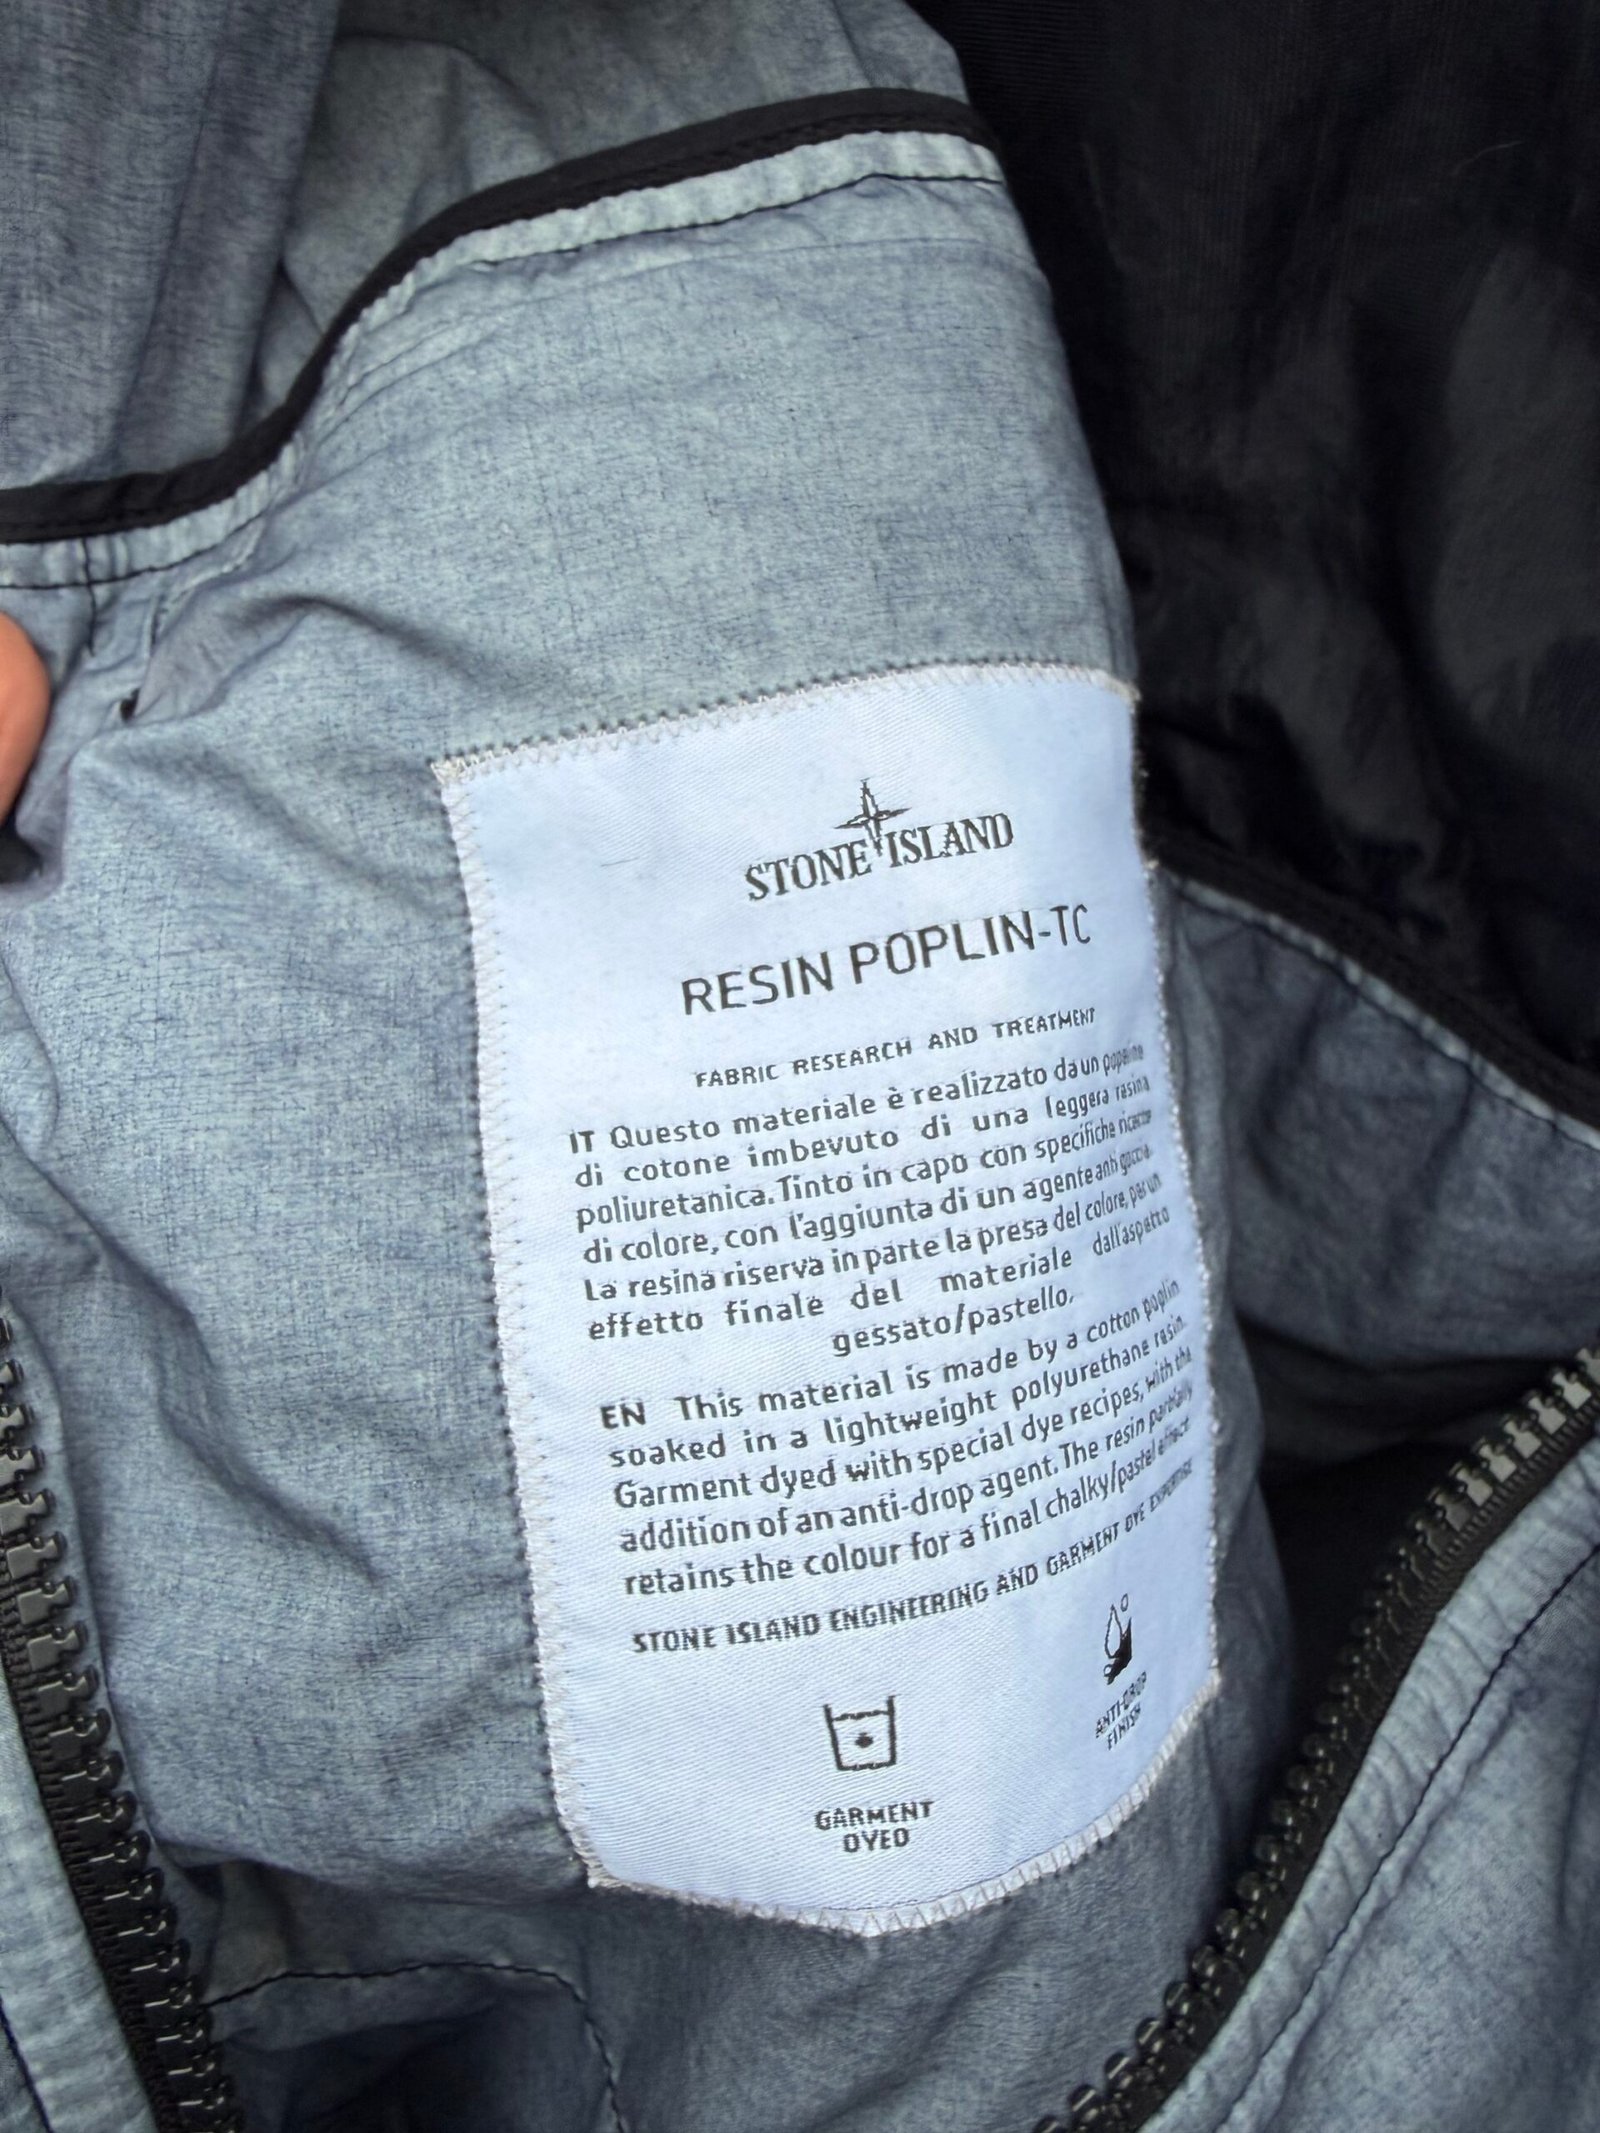 STONE ISLAND
RESIN POPLIN-TC
FABRIC RESEARCH AND TREATMENT
IT Questo materiale è realizzato da un popeline
di cotone imbevuto di una leggera resina
poliuretanica. Tinto in capo con specifiche ricette
di colore, con l'aggiunta di un agente anti goccia.
La resina riserva in parte la presa del colore, per un
effetto finale del materiale dall'aspetto
gessato/pastello.
EN This material is made by a cotton poplin
soaked in a lightweight polyurethane resin.
Garment dyed with special dye recipes, with the
addition of an anti-drop agent. The resin partially
retains the colour for a final chalky/pastel effect.
STONE ISLAND ENGINEERING AND GARMENT DYE EXPERTISE
ANTI-DROP
FINISH
GARMENT
DYED